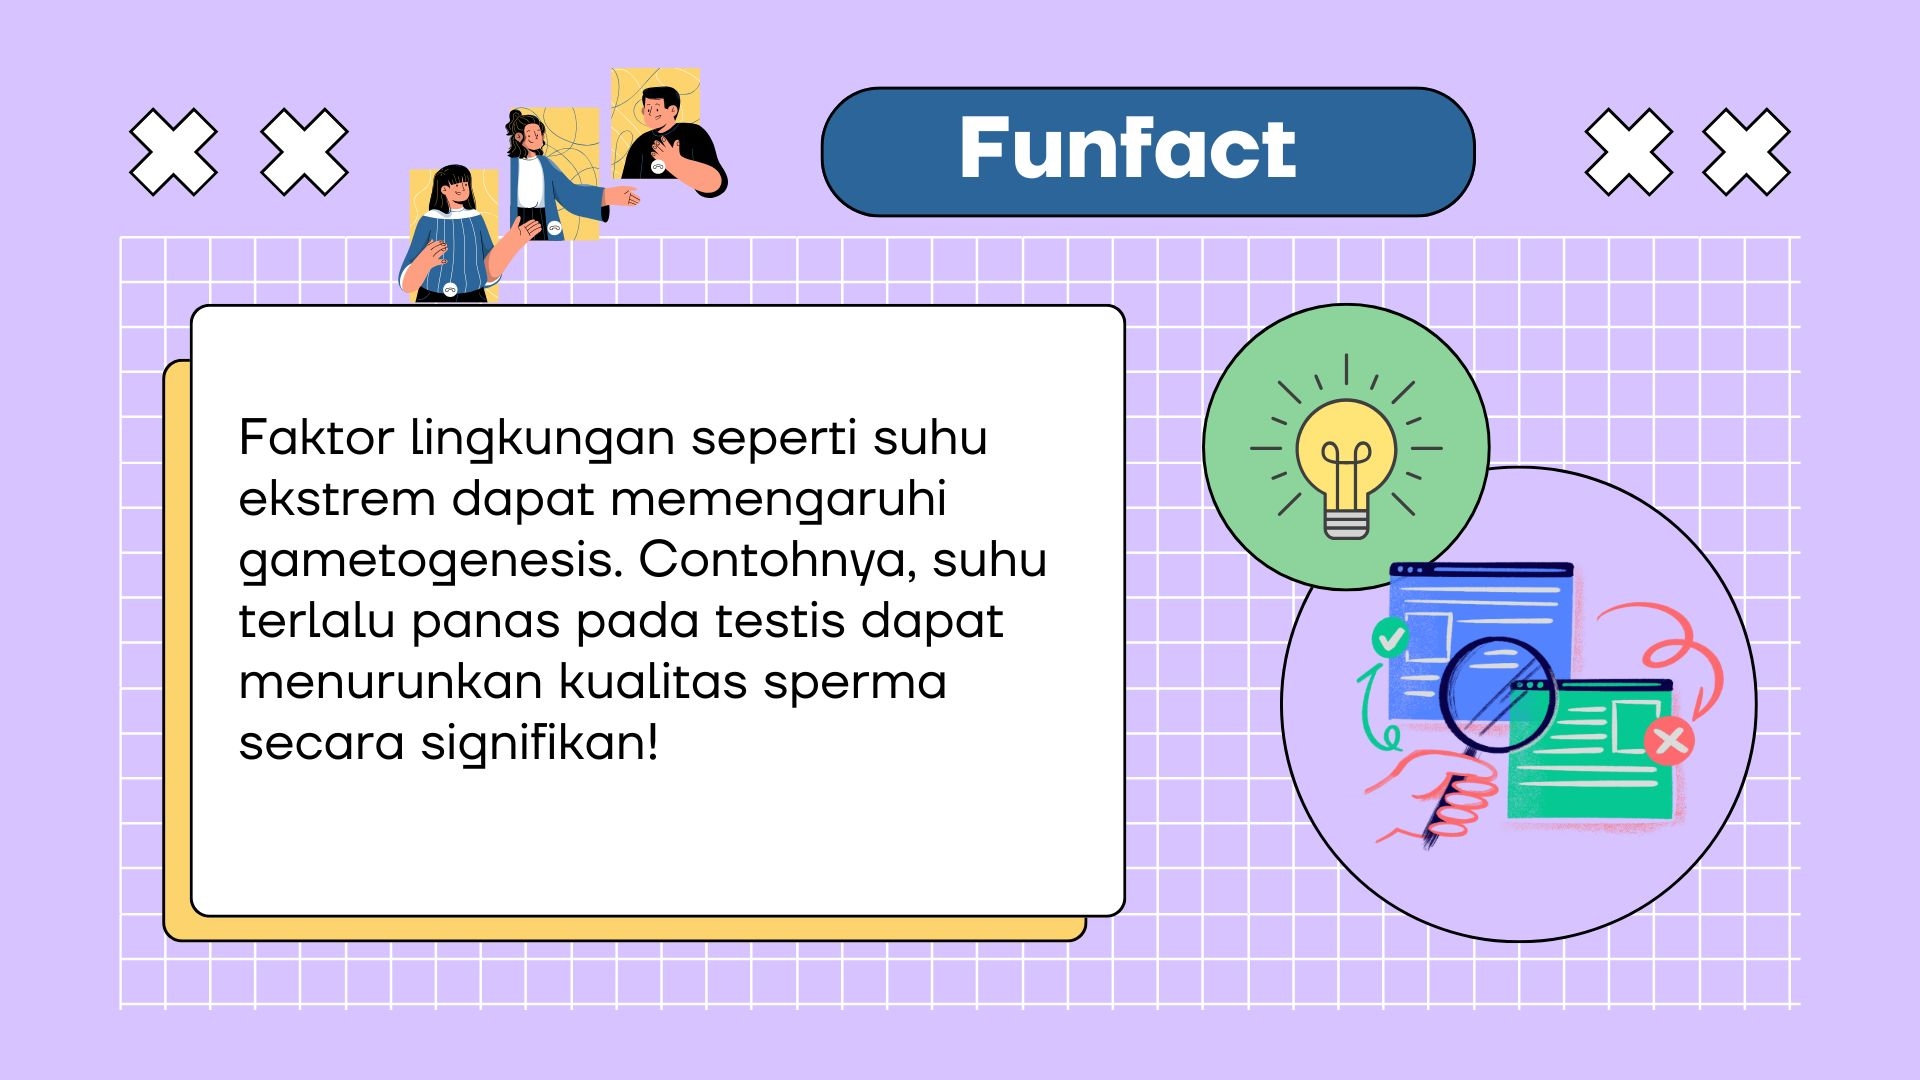 Funfact
Faktor lingkungan seperti suhu
ekstrem dapat memengaruhi
gametogenesis. Contohnya, suhu
terlalu panas pada testis dapat
menurunkan kualitas sperma
secara signifikan!